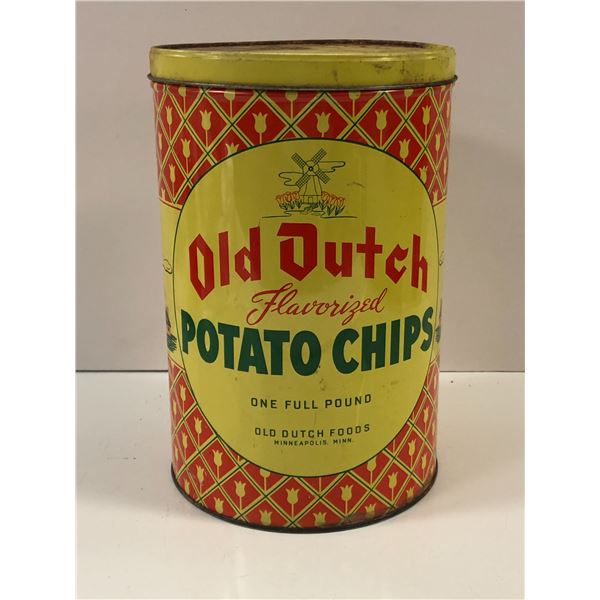 Old Dutch
Flavorized
POTATO CHIPS
ONE FULL POUND
OLD DUTCH FOODS
MINNEAPOLIS, MINN.